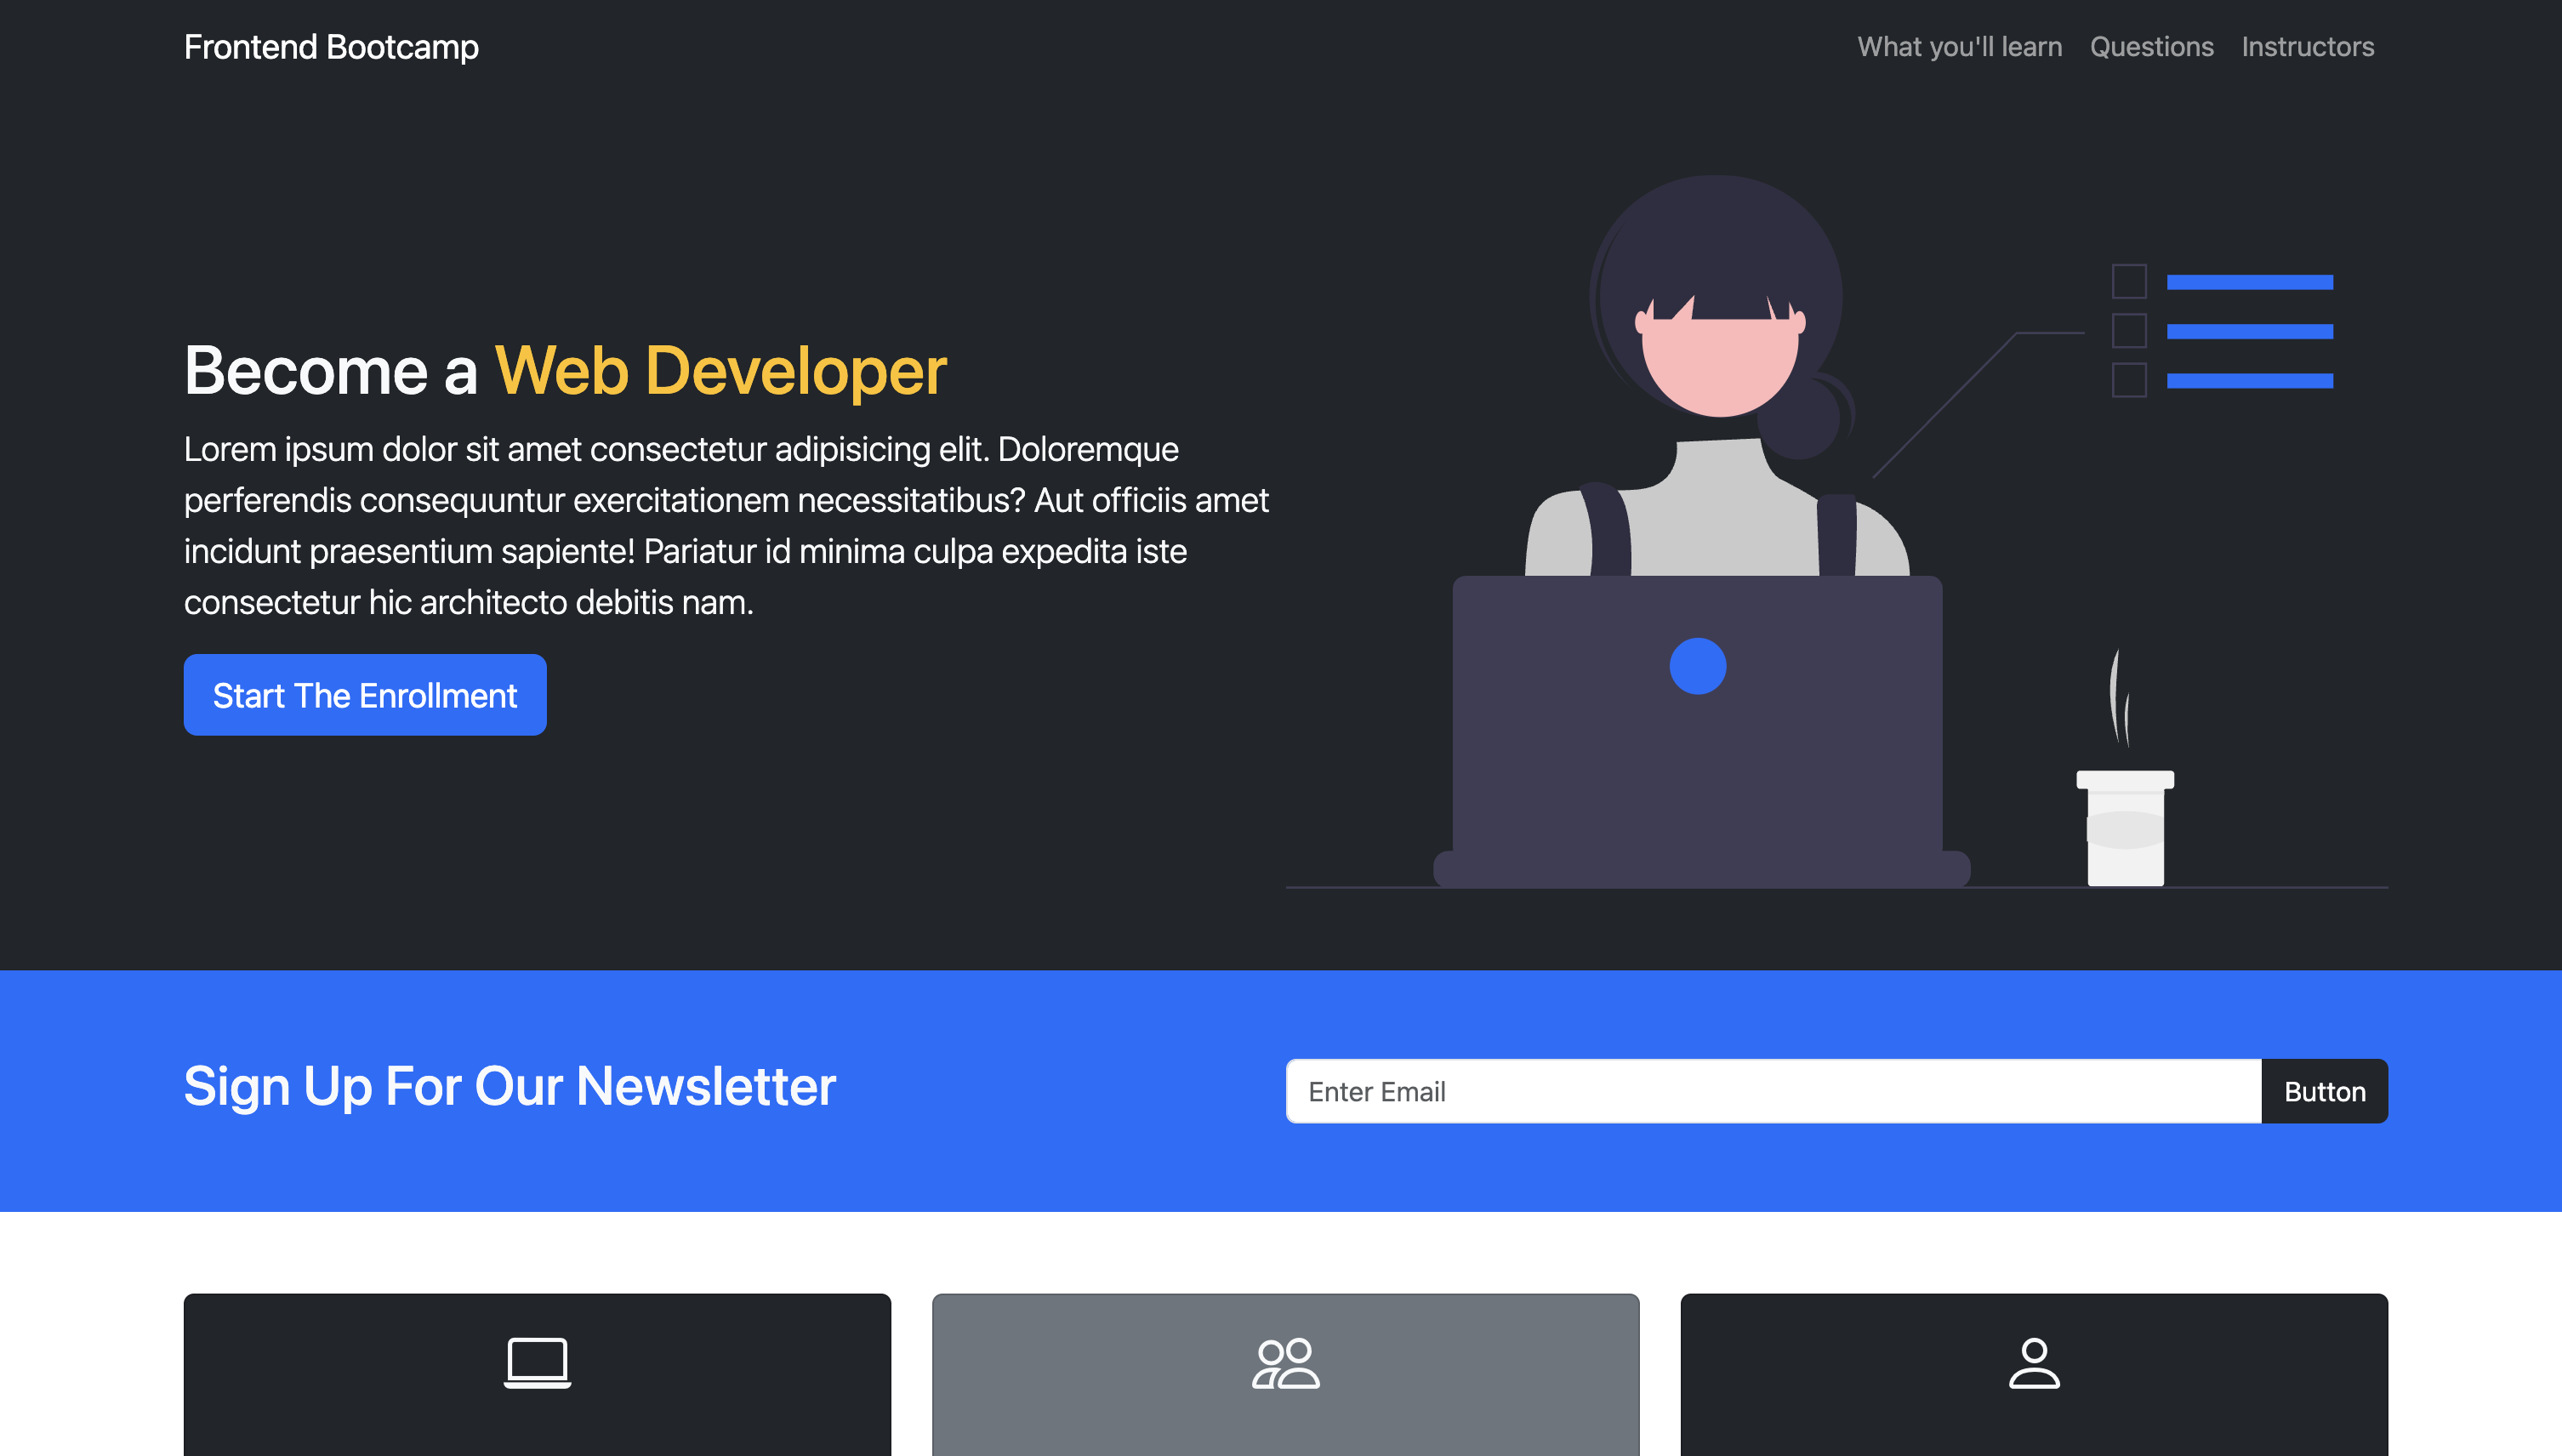 Frontend Bootcamp
What you'll learn Questions Instructors
Become a Web Developer
Lorem ipsum dolor sit amet consectetur adipisicing elit. Doloremque
perferendis consequuntur exercitationem necessitatibus? Aut officiis amet
incidunt praesentium sapiente! Pariatur id minima culpa expedita iste
consectetur hic architecto debitis nam.
Start The Enrollment
Sign Up For Our Newsletter
Enter Email
Button